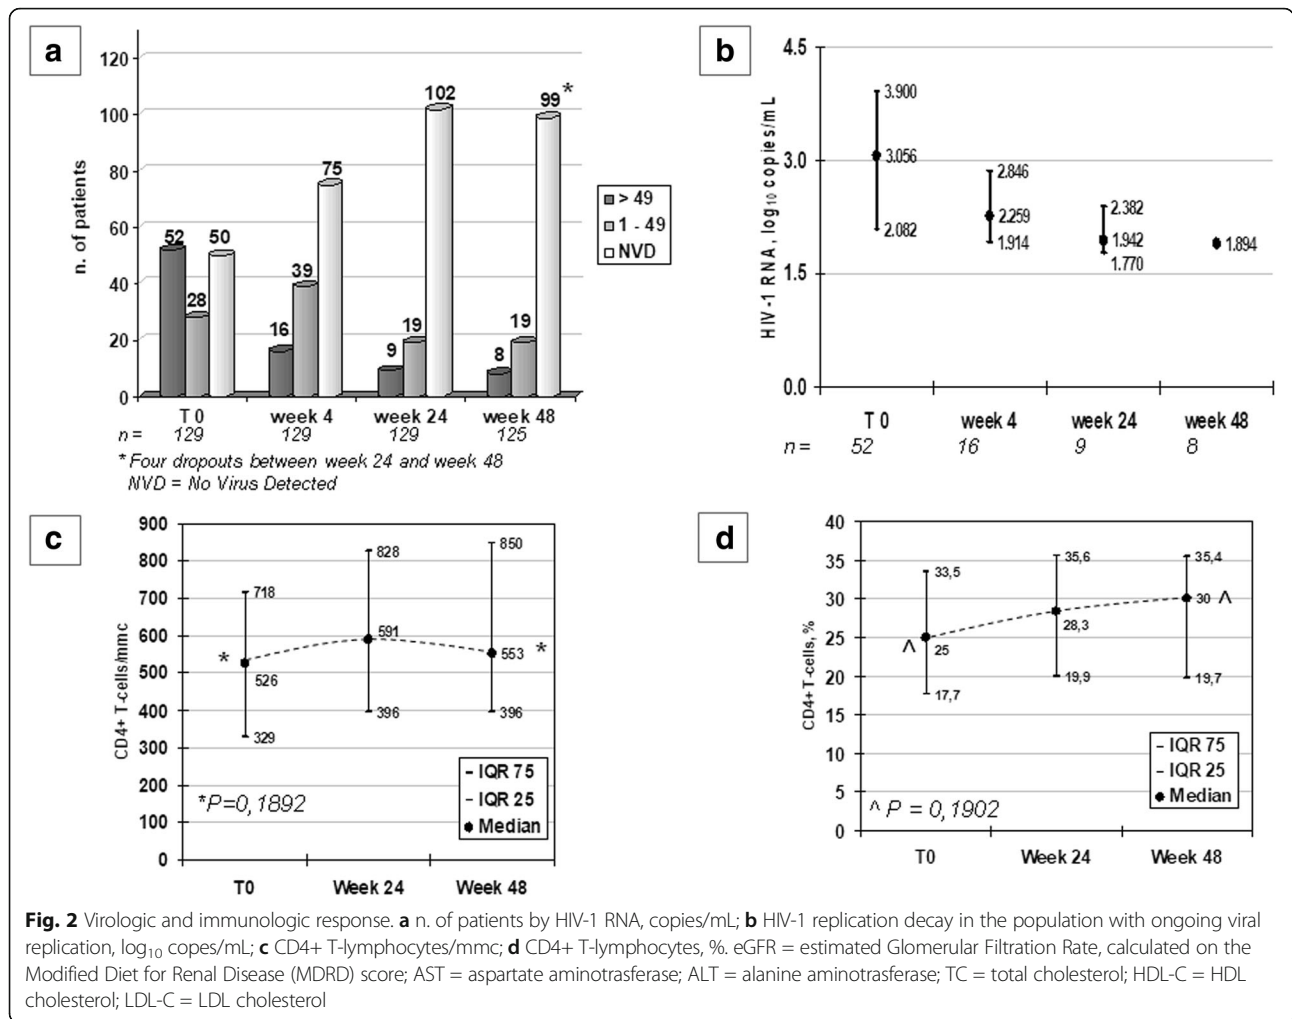 a
n. of patients
120
100
80
60
40
20
0
52
28
50
16
39
75
9
19
102
8
19
99 *
> 49
1 - 49
NVD
T 0 week 4 week 24 week 48
n = 129 129 129 125
* Four dropouts between week 24 and week 48
NVD = No Virus Detected
b
HIV-1 RNA, log10 copies/mL
4.5
3.0
1.5
0.0
3.900
3.056
2.082
2.846
2.259
1.914
2.382
1.942
1.770
1.894
T 0 week 4 week 24 week 48
n = 52 16 9 8
c
CD4+ T-cells/mmc
900
800
700
600
500
400
300
200
100
0
718
*
526
329
828
591
396
850
553 *
396
*P=0,1892
- IQR 75
- IQR 25
● Median
T0 Week 24 Week 48
d
CD4+ T-cells, %
40
35
30
25
20
15
10
5
0
33,5
^
25
17,7
35,6
28,3
19,9
35,4
30 ^
19,7
^ P = 0,1902
- IQR 75
- IQR 25
● Median
T0 Week 24 Week 48
Fig. 2 Virologic and immunologic response. a n. of patients by HIV-1 RNA, copies/mL; b HIV-1 replication decay in the population with ongoing viral
replication, log10 copes/mL; c CD4+ T-lymphocytes/mmc; d CD4+ T-lymphocytes, %. eGFR = estimated Glomerular Filtration Rate, calculated on the
Modified Diet for Renal Disease (MDRD) score; AST = aspartate aminotrasferase; ALT = alanine aminotrasferase; TC = total cholesterol; HDL-C = HDL
cholesterol; LDL-C = LDL cholesterol